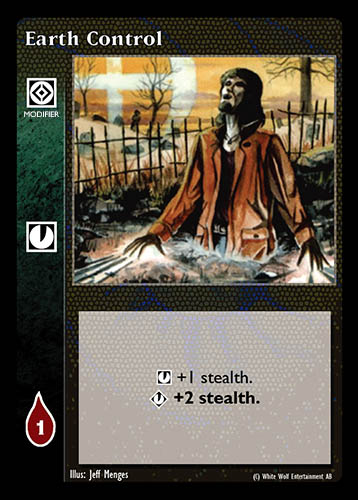 Earth Control
MODIFIER
+1 stealth.
+2 stealth.
1
Illus: Jeff Menges
(C) White Wolf Entertainment AB